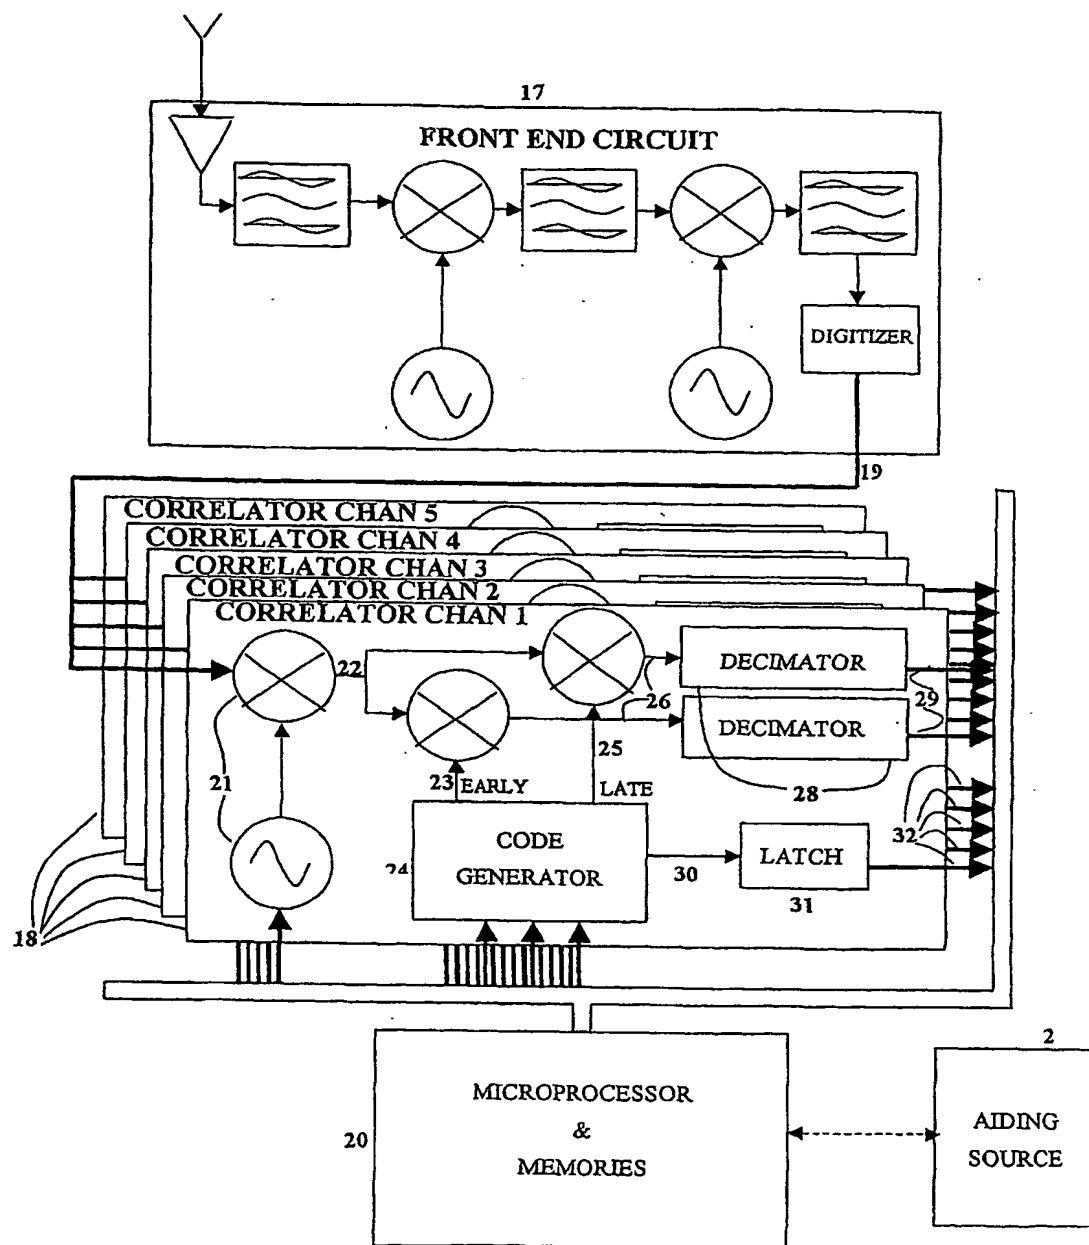 17
FRONT END CIRCUIT
DIGITIZER
19
CORRELATOR CHAN 5
CORRELATOR CHAN 4
CORRELATOR CHAN 3
CORRELATOR CHAN 2
CORRELATOR CHAN 1
22
DECIMATOR
26
29
DECIMATOR
21
23
EARLY
25
LATE
28
32
CODE
GENERATOR
30
LATCH
31
18
2
MICROPROCESSOR
&
MEMORIES
20
AIDING
SOURCE